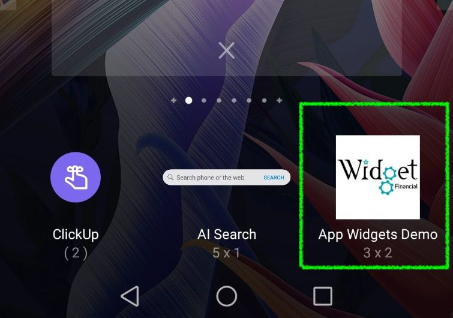 Search phone or the web SEARCH
Widget
Financial
ClickUp
AI Search
App Widgets Demo
( 2 )
5 x 1
3 x 2